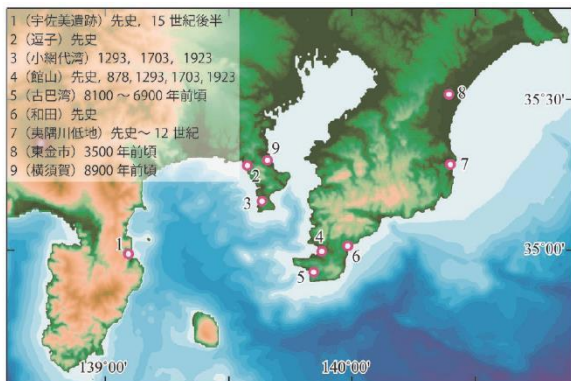 1（宇佐美遺跡）先史，15 世紀後半
2（逗子）先史
3（小網代湾）1293，1703，1923
4（館山）先史，878，1293，1703，1923
5（古巴湾）8100 ～ 6900 年前頃
6（和田）先史
7（夷隅川低地）先史～ 12 世紀
8（東金市）3500 年前頃
9（横須賀）8900 年前頃
8
35°30'
9
2
7
3
1
4
6
35°00'
5
139°00'
140°00'